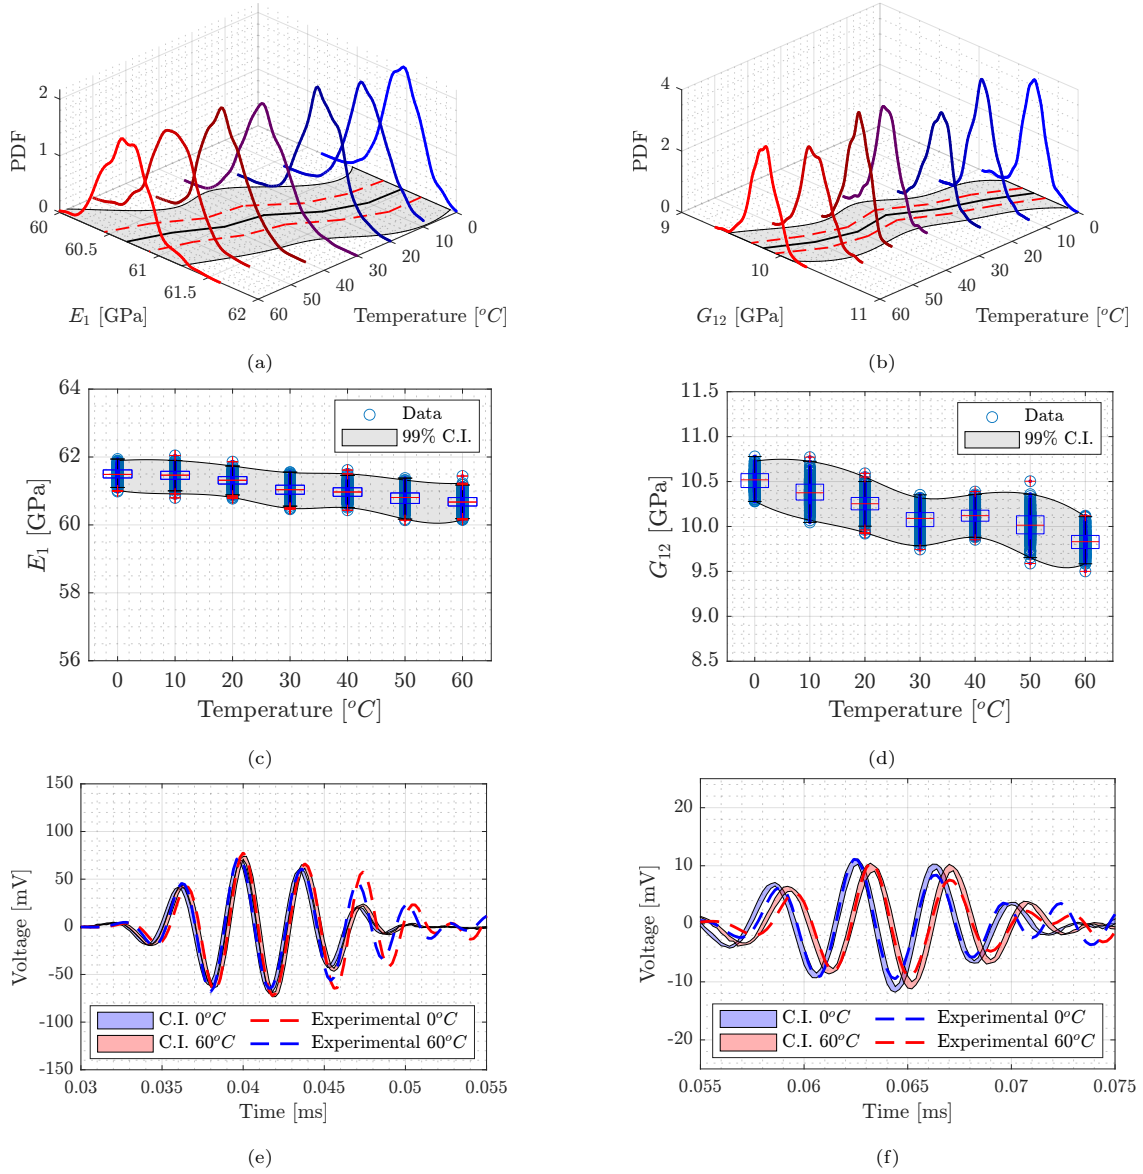 PDF
2
1
0
60
60.5
61
61.5
62
E1 [GPa]
60
50
40
30
20
10
0
Temperature [°C]
(a)
PDF
4
2
0
9
10
11
G12 [GPa]
60
50
40
30
20
10
0
Temperature [°C]
(b)
64
62
60
58
56
E1 [GPa]
Data
99% C.I.
0 10 20 30 40 50 60
Temperature [°C]
(c)
11.5
11.0
10.5
10.0
9.5
9.0
8.5
G12 [GPa]
Data
99% C.I.
0 10 20 30 40 50 60
Temperature [°C]
(d)
150
100
50
0
-50
-100
-150
Voltage [mV]
C.I. 0°C Experimental 0°C
C.I. 60°C Experimental 60°C
0.03 0.035 0.04 0.045 0.05 0.055
Time [ms]
(e)
20
10
0
-10
-20
Voltage [mV]
C.I. 0°C Experimental 0°C
C.I. 60°C Experimental 60°C
0.055 0.06 0.065 0.07 0.075
Time [ms]
(f)